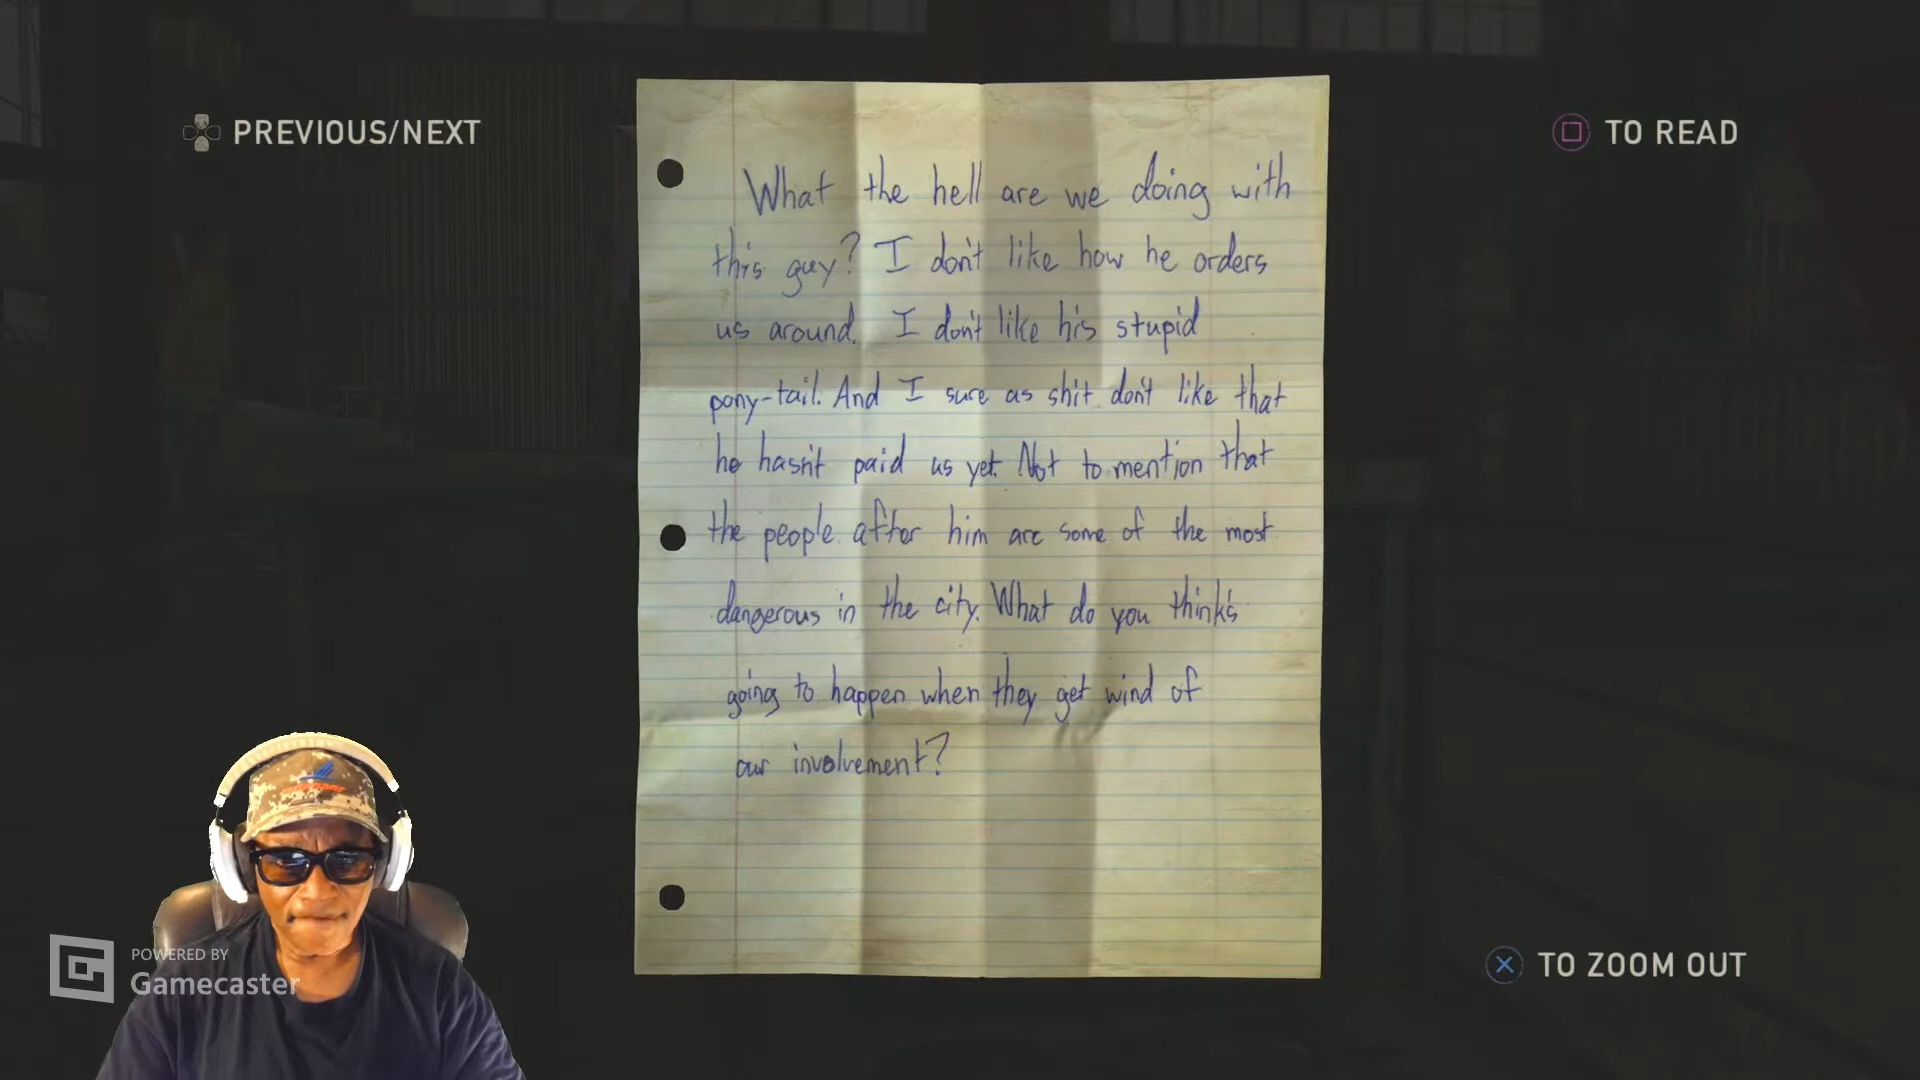 PREVIOUS/NEXT
TO READ
What the hell are we doing with
this guy? I don't like how he orders
us around. I don't like his stupid
pony-tail. And I sure as shit don't like that
he hasn't paid us yet. Not to mention that
the people after him are some of the most
dangerous in the city. What do you think's
going to happen when they get wind of
our involvement?
POWERED BY
Gamecaster
TO ZOOM OUT